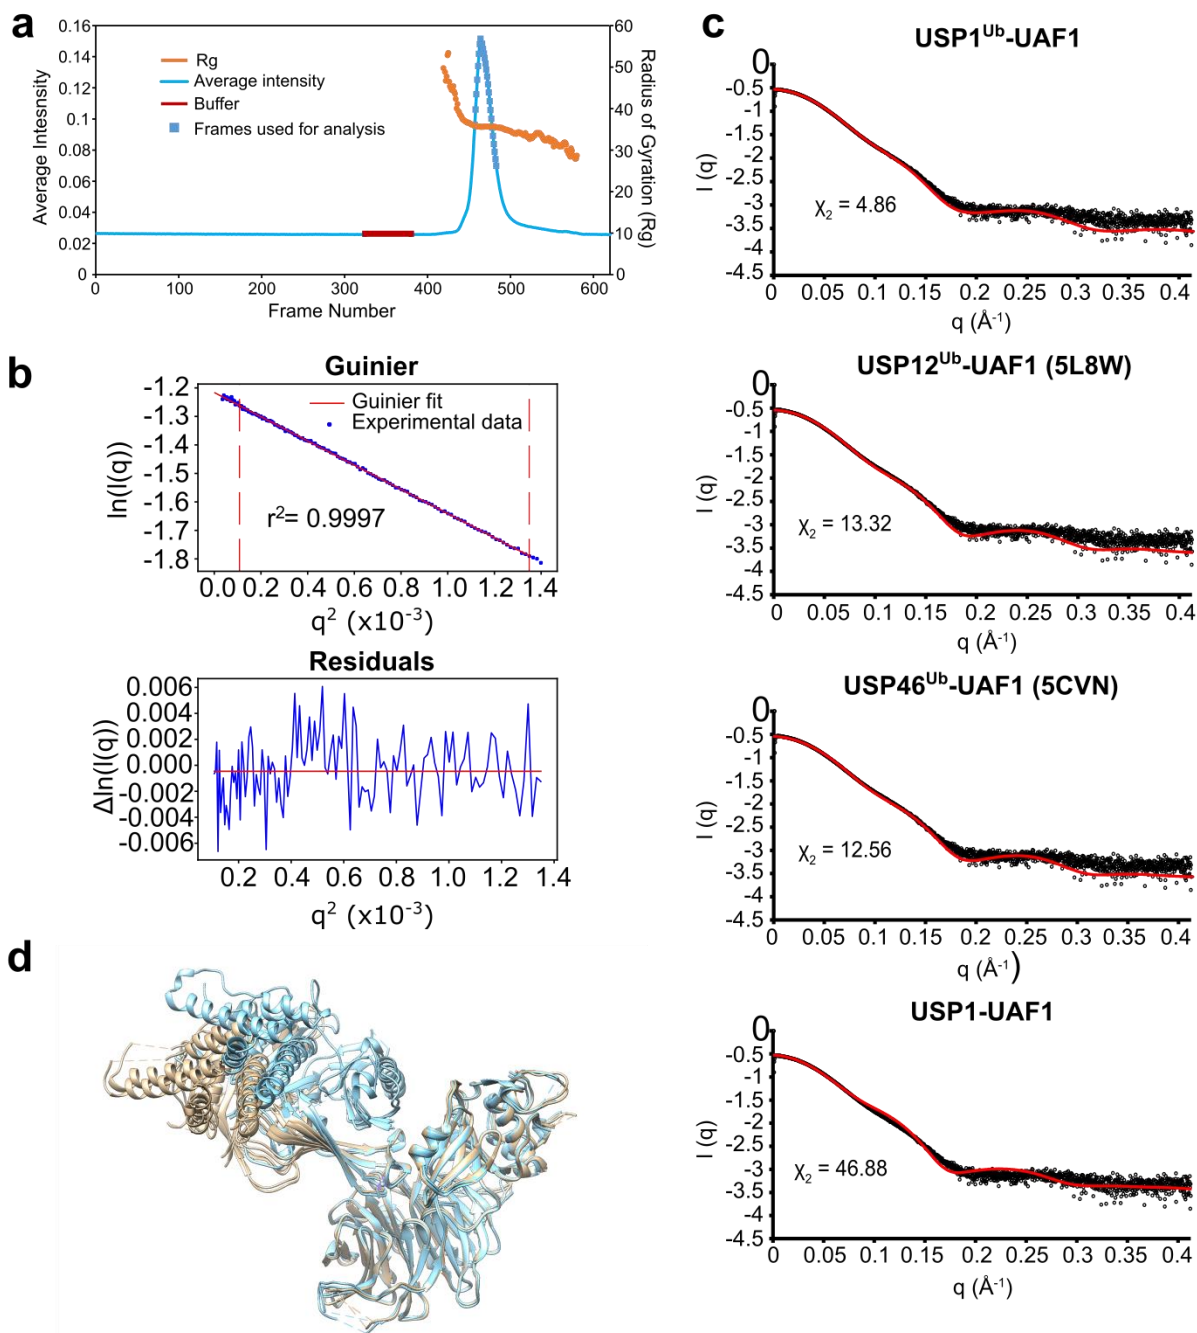 a
0.16
0.14
0.12
0.1
0.08
0.06
0.04
0.02
0
Average Intensity
Rg
Average intensity
Buffer
Frames used for analysis
60
50
40
30
20
10
0
Radius of Gyration (Rg)
0 100 200 300 400 500 600
Frame Number
b
Guinier
-1.2
-1.3
-1.4
-1.5
-1.6
-1.7
-1.8
ln(I(q))
Guinier fit
Experimental data
r²= 0.9997
0.0 0.2 0.4 0.6 0.8 1.0 1.2 1.4
q² (x10⁻³)
Residuals
0.006
0.004
0.002
0.000
-0.002
-0.004
-0.006
Δln(I(q))
0.2 0.4 0.6 0.8 1.0 1.2 1.4
q² (x10⁻³)
c
USP1ᵁᵇ-UAF1
0
-0.5
-1
-1.5
-2
-2.5
-3
-3.5
-4
-4.5
I (q)
χ₂ = 4.86
0 0.05 0.1 0.15 0.2 0.25 0.3 0.35 0.4
q (Å⁻¹)
USP12ᵁᵇ-UAF1 (5L8W)
0
-0.5
-1
-1.5
-2
-2.5
-3
-3.5
-4
-4.5
I (q)
χ₂ = 13.32
0 0.05 0.1 0.15 0.2 0.25 0.3 0.35 0.4
q (Å⁻¹)
USP46ᵁᵇ-UAF1 (5CVN)
0
-0.5
-1
-1.5
-2
-2.5
-3
-3.5
-4
-4.5
I (q)
χ₂ = 12.56
0 0.05 0.1 0.15 0.2 0.25 0.3 0.35 0.4
q (Å⁻¹)
USP1-UAF1
0
-0.5
-1
-1.5
-2
-2.5
-3
-3.5
-4
-4.5
I (q)
χ₂ = 46.88
0 0.05 0.1 0.15 0.2 0.25 0.3 0.35 0.4
q (Å⁻¹)
d